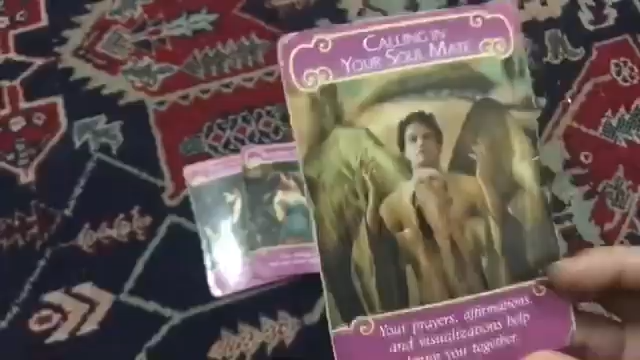 CALLING IN
YOUR SOUL MATE
Your prayers, affirmations,
and visualizations help
you together.